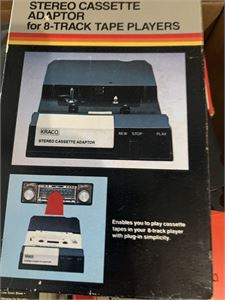 STEREO CASSETTE
ADAPTOR
for 8-TRACK TAPE PLAYERS
KRACO
REW STOP PLAY
STEREO CASSETTE ADAPTOR
Enables you to play cassette
tapes in your 8-track player
with plug-in simplicity.
KRACO